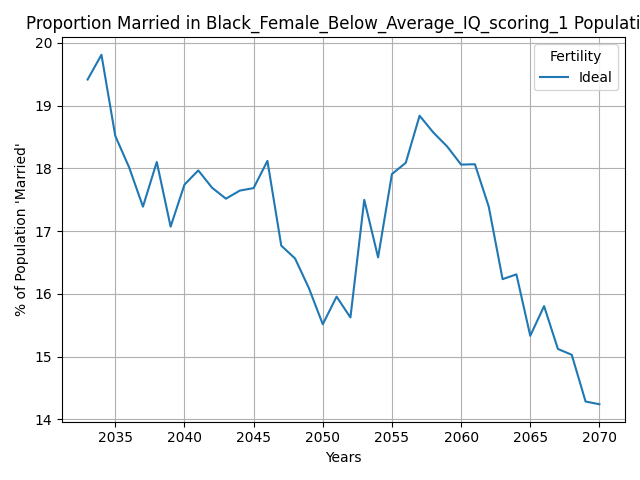 Proportion Married in Black_Female_Below_Average_IQ_scoring_1 Populati
20
19
18
17
16
15
14
% of Population 'Married'
Fertility
Ideal
2035 2040 2045 2050 2055 2060 2065 2070
Years